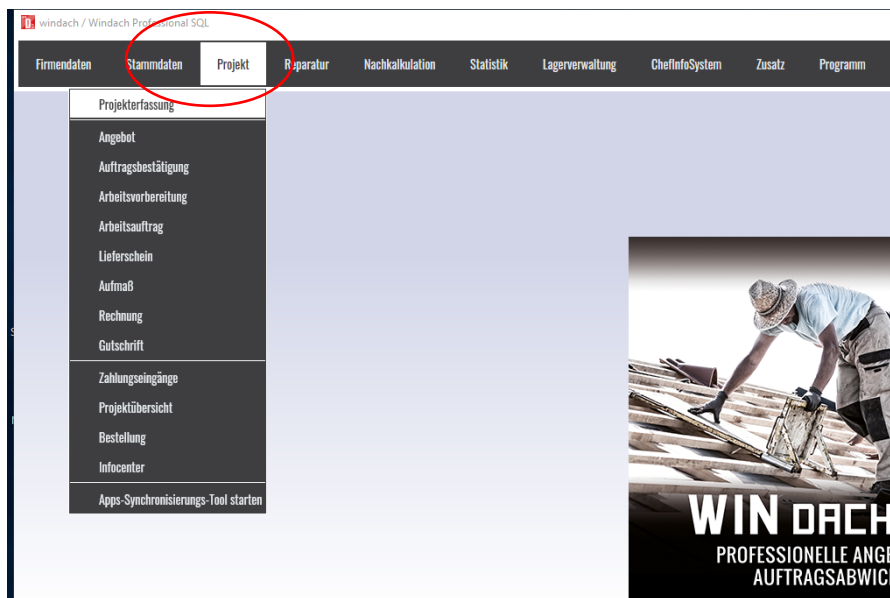 windach / Windach Professional SQL
Firmendaten Stammdaten Projekt Reparatur Nachkalkulation Statistik Lagerverwaltung ChefInfoSystem Zusatz Programm
Projekterfassung
Angebot
Auftragsbestätigung
Arbeitsvorbereitung
Arbeitsauftrag
Lieferschein
Aufmaß
Rechnung
Gutschrift
Zahlungseingänge
Projektübersicht
Bestellung
Infocenter
Apps-Synchronisierungs-Tool starten
WIN DACH
PROFESSIONELLE ANGE
AUFTRAGSABWIC